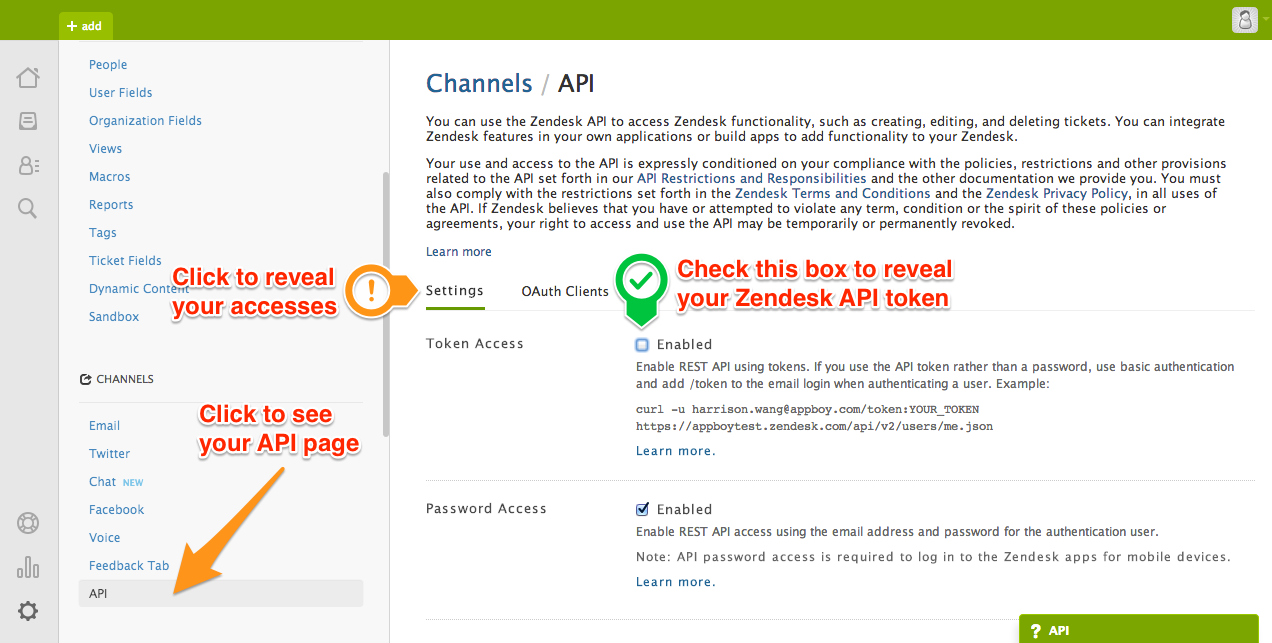 + add
People
User Fields
Organization Fields
Views
Macros
Reports
Tags
Ticket Fields
Dynamic Content
Sandbox
CHANNELS
Email
Twitter
Chat NEW
Facebook
Voice
Feedback Tab
API
Click to reveal
your accesses
Click to see
your API page
Channels / API
You can use the Zendesk API to access Zendesk functionality, such as creating, editing, and deleting tickets. You can integrate
Zendesk features in your own applications or build apps to add functionality to your Zendesk.
Your use and access to the API is expressly conditioned on your compliance with the policies, restrictions and other provisions
related to the API set forth in our API Restrictions and Responsibilities and the other documentation we provide you. You must
also comply with the restrictions set forth in the Zendesk Terms and Conditions and the Zendesk Privacy Policy, in all uses of
the API. If Zendesk believes that you have or attempted to violate any term, condition or the spirit of these policies or
agreements, your right to access and use the API may be temporarily or permanently revoked.
Learn more
!
Settings
OAuth Clients
Check this box to reveal
your Zendesk API token
Token Access
Enabled
Enable REST API using tokens. If you use the API token rather than a password, use basic authentication
and add /token to the email login when authenticating a user. Example:
curl -u harrison.wang@appboy.com/token:YOUR_TOKEN
https://appboytest.zendesk.com/api/v2/users/me.json
Learn more.
Password Access
Enabled
Enable REST API access using the email address and password for the authentication user.
Note: API password access is required to log in to the Zendesk apps for mobile devices.
Learn more.
? API